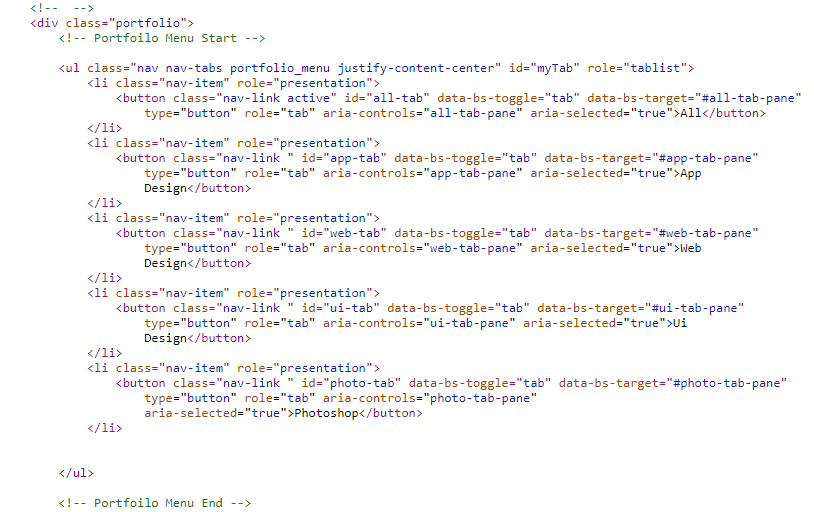 <!--  -->
<div class="portfolio">
<!-- Portfoilo Menu Start -->
<ul class="nav nav-tabs portfolio_menu justify-content-center" id="myTab" role="tablist">
<li class="nav-item" role="presentation">
<button class="nav-link active" id="all-tab" data-bs-toggle="tab" data-bs-target="#all-tab-pane"
type="button" role="tab" aria-controls="all-tab-pane" aria-selected="true">All</button>
</li>
<li class="nav-item" role="presentation">
<button class="nav-link " id="app-tab" data-bs-toggle="tab" data-bs-target="#app-tab-pane"
type="button" role="tab" aria-controls="app-tab-pane" aria-selected="true">App
Design</button>
</li>
<li class="nav-item" role="presentation">
<button class="nav-link " id="web-tab" data-bs-toggle="tab" data-bs-target="#web-tab-pane"
type="button" role="tab" aria-controls="web-tab-pane" aria-selected="true">Web
Design</button>
</li>
<li class="nav-item" role="presentation">
<button class="nav-link " id="ui-tab" data-bs-toggle="tab" data-bs-target="#ui-tab-pane"
type="button" role="tab" aria-controls="ui-tab-pane" aria-selected="true">Ui
Design</button>
</li>
<li class="nav-item" role="presentation">
<button class="nav-link " id="photo-tab" data-bs-toggle="tab" data-bs-target="#photo-tab-pane"
type="button" role="tab" aria-controls="photo-tab-pane"
aria-selected="true">Photoshop</button>
</li>
</ul>
<!-- Portfoilo Menu End -->